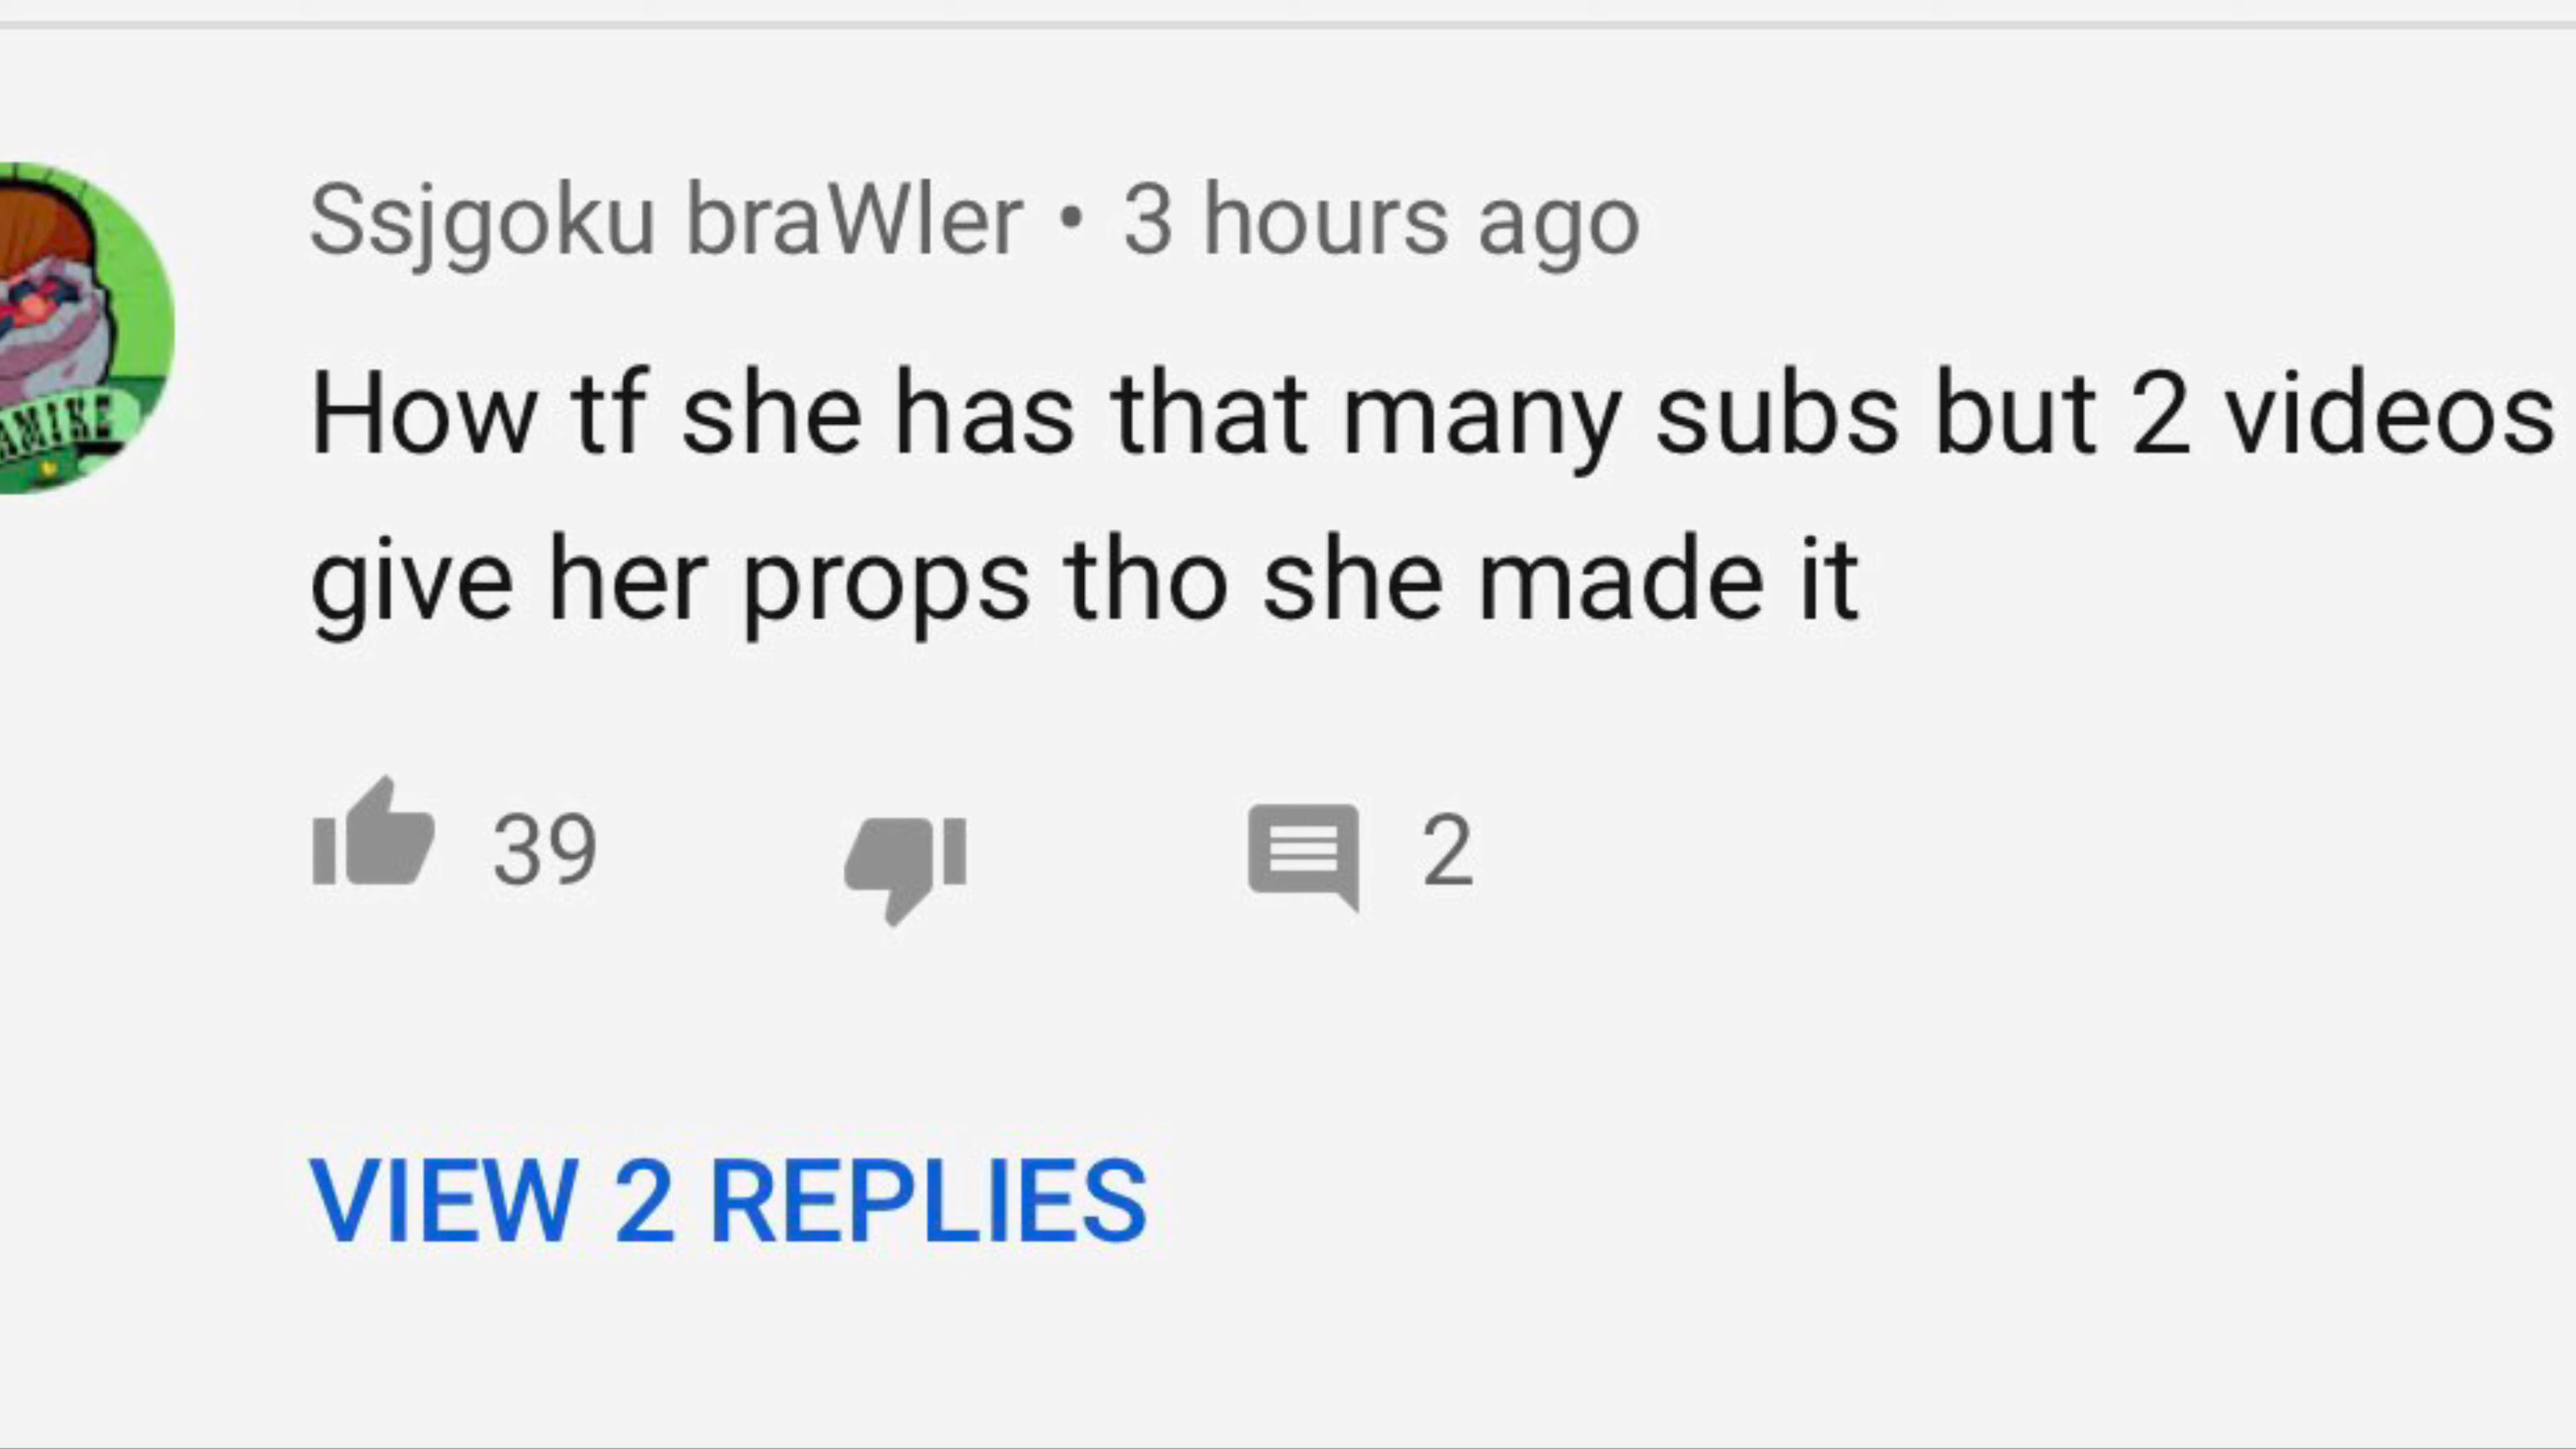 Ssjgoku braWler • 3 hours ago
How tf she has that many subs but 2 videos
give her props tho she made it
39
2
VIEW 2 REPLIES